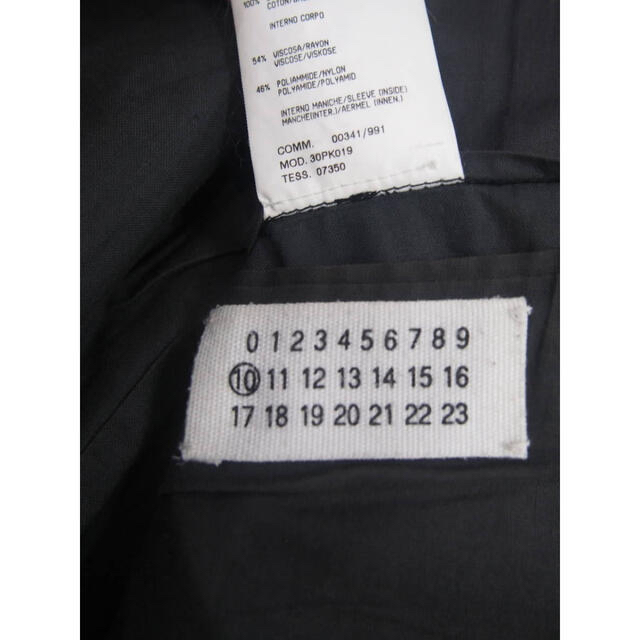 100%
INTERNO CORPO
54% VISCOSA/RAYON
VISCOSE/VISKOSE
46% POLIAMMIDE/NYLON
POLYAMIDE/POLYAMID
INTERNO MANICHE/SLEEVE (INSIDE)
MANCHE(INTER.)/AERMEL (INNEN.)
COMM. 00341/991
MOD. 30PK019
TESS. 07350
0 1 2 3 4 5 6 7 8 9
10 11 12 13 14 15 16
17 18 19 20 21 22 23